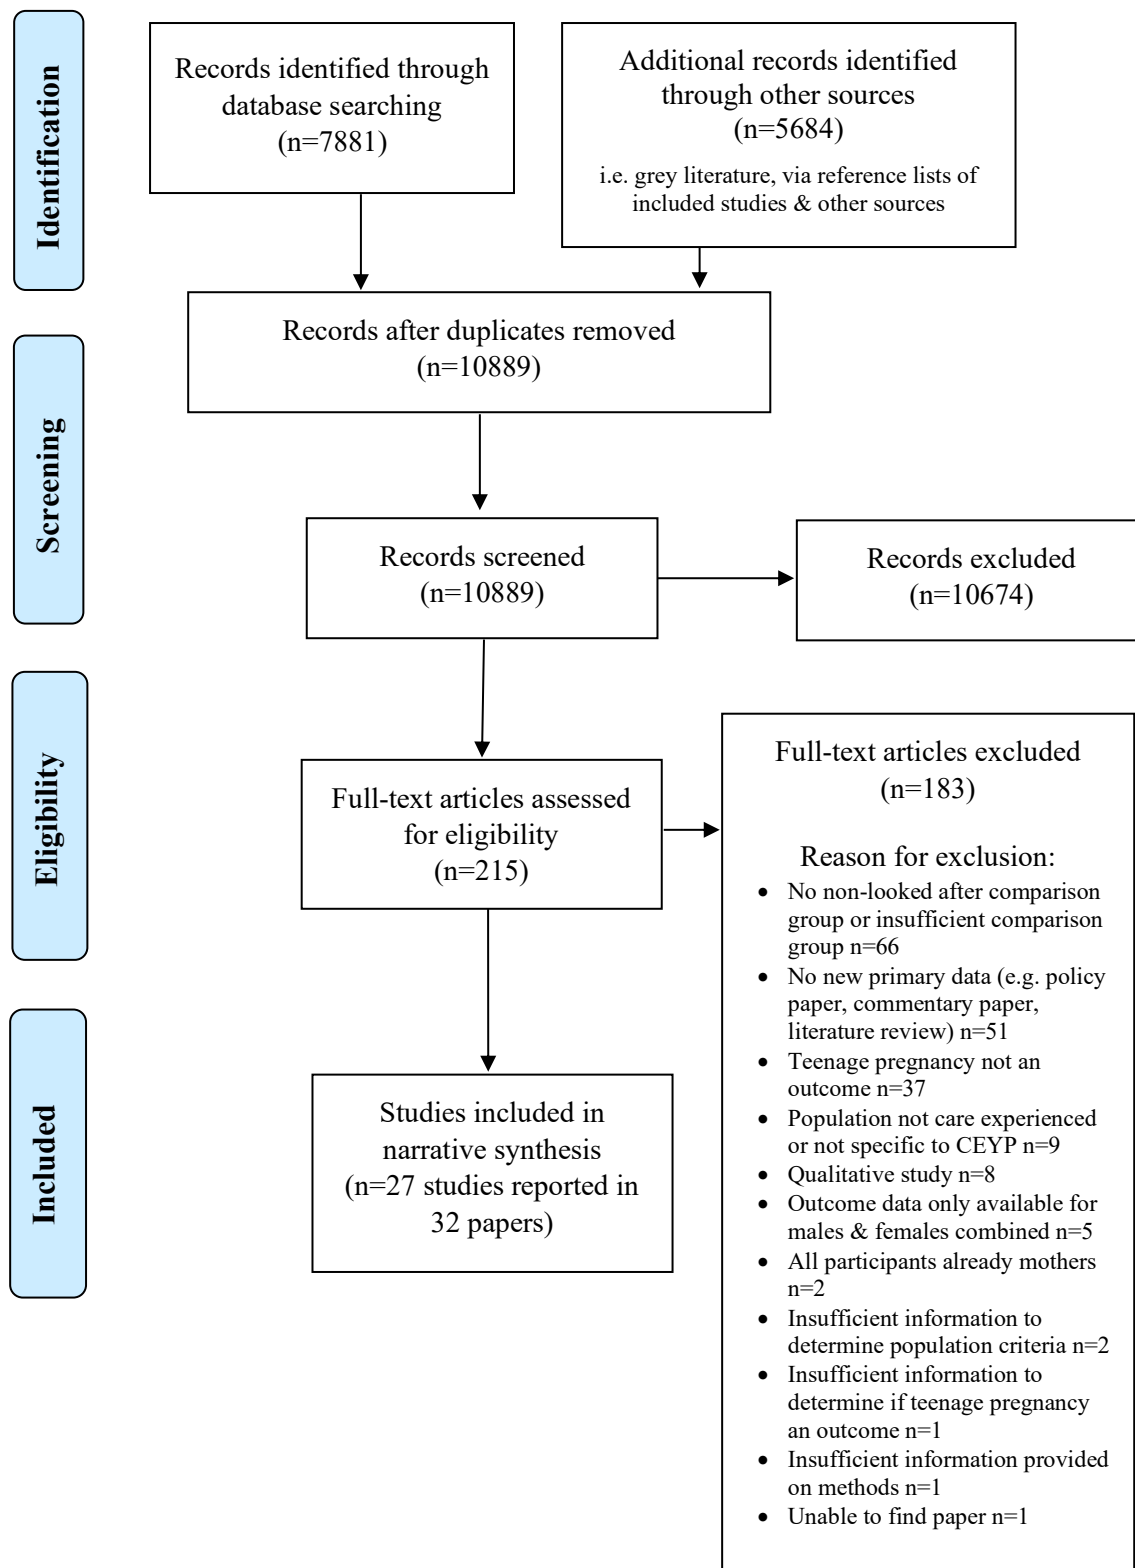 Identification
Records identified through
database searching
(n=7881)
Additional records identified
through other sources
(n=5684)
i.e. grey literature, via reference lists of
included studies & other sources
Records after duplicates removed
(n=10889)
Screening
Records screened
(n=10889)
Records excluded
(n=10674)
Eligibility
Full-text articles assessed
for eligibility
(n=215)
Full-text articles excluded
(n=183)
Reason for exclusion:
• No non-looked after comparison
group or insufficient comparison
group n=66
• No new primary data (e.g. policy
paper, commentary paper,
literature review) n=51
• Teenage pregnancy not an
outcome n=37
• Population not care experienced
or not specific to CEYP n=9
• Qualitative study n=8
• Outcome data only available for
males & females combined n=5
• All participants already mothers
n=2
• Insufficient information to
determine population criteria n=2
• Insufficient information to
determine if teenage pregnancy
an outcome n=1
• Insufficient information provided
on methods n=1
• Unable to find paper n=1
Included
Studies included in
narrative synthesis
(n=27 studies reported in
32 papers)